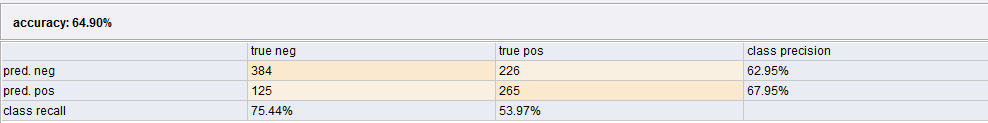 accuracy: 64.90%
true neg true pos class precision
pred. neg 384 226 62.95%
pred. pos 125 265 67.95%
class recall 75.44% 53.97%